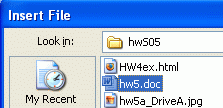 Insert File
Look in: hw505
HW4ex.html
hw5.doc
My Recent hw5a_DriveA.jpg